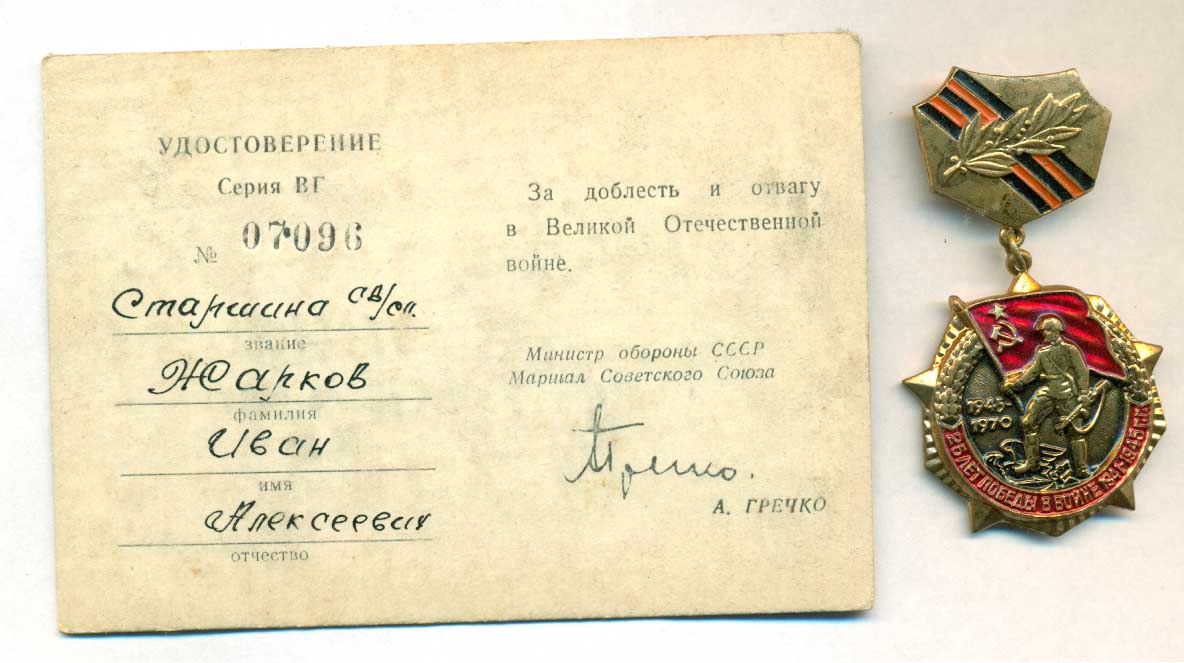 УДОСТОВЕРЕНИЕ
Серия ВГ
№ 07096
Старшина св/сл.
звание
Жарков
фамилия
Иван
имя
Алексеевич
отчество
За доблесть и отвагу
в Великой Отечественной
войне.
Министр обороны СССР
Маршал Советского Союза
Гречко.
А. ГРЕЧКО
1945
1970
25 ЛЕТ ПОБЕДЫ В ВОЙНЕ 1941-1945 гг.